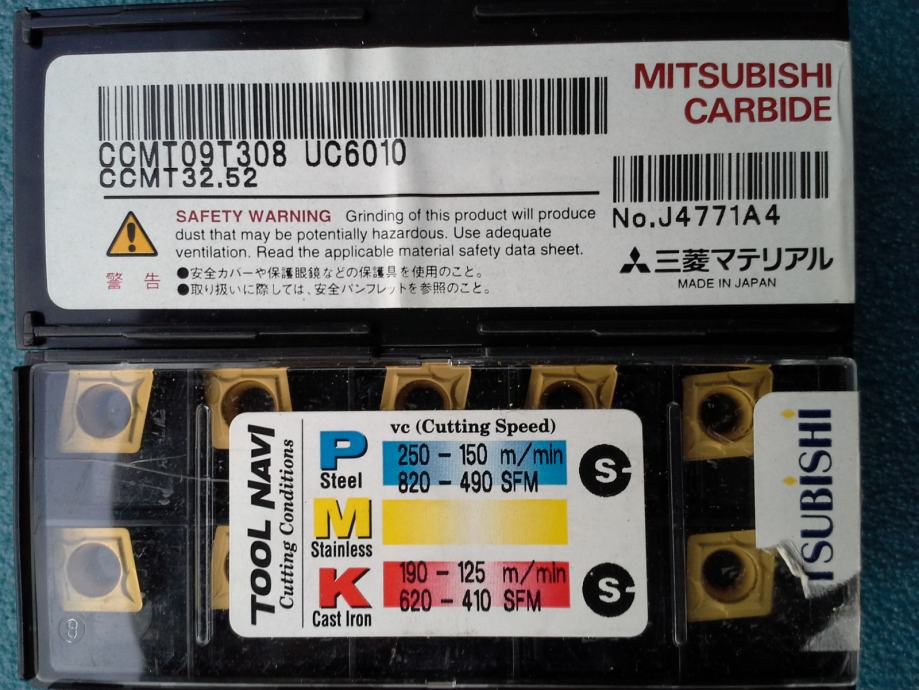 MITSUBISHI
CARBIDE
CCMT09T308 UC6010
CCMT32.52
No.J4771A4
SAFETY WARNING Grinding of this product will produce
dust that may be potentially hazardous. Use adequate
ventilation. Read the applicable material safety data sheet.
警告
●安全カバーや保護眼鏡などの保護具を使用のこと。
●取り扱いに際しては、安全パンフレットを参照のこと。
三菱マテリアル
MADE IN JAPAN
TOOL NAVI
Cutting Conditions
vc (Cutting Speed)
P
Steel
250 - 150 m/min
820 - 490 SFM
S
M
Stainless
K
Cast Iron
190 - 125 m/min
620 - 410 SFM
S
TSUBISHI
8